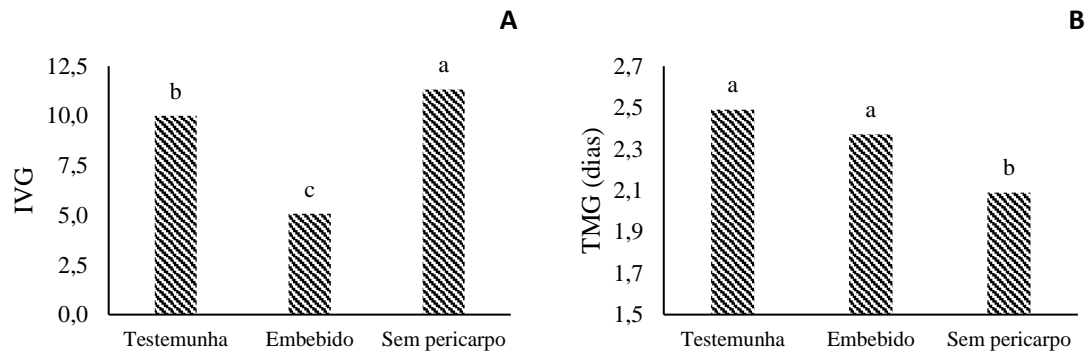 A
IVG
12,5
10,0
7,5
5,0
2,5
0,0
b
c
a
Testemunha Embebido Sem pericarpo
B
TMG (dias)
2,7
2,5
2,3
2,1
1,9
1,7
1,5
a
a
b
Testemunha Embebido Sem pericarpo